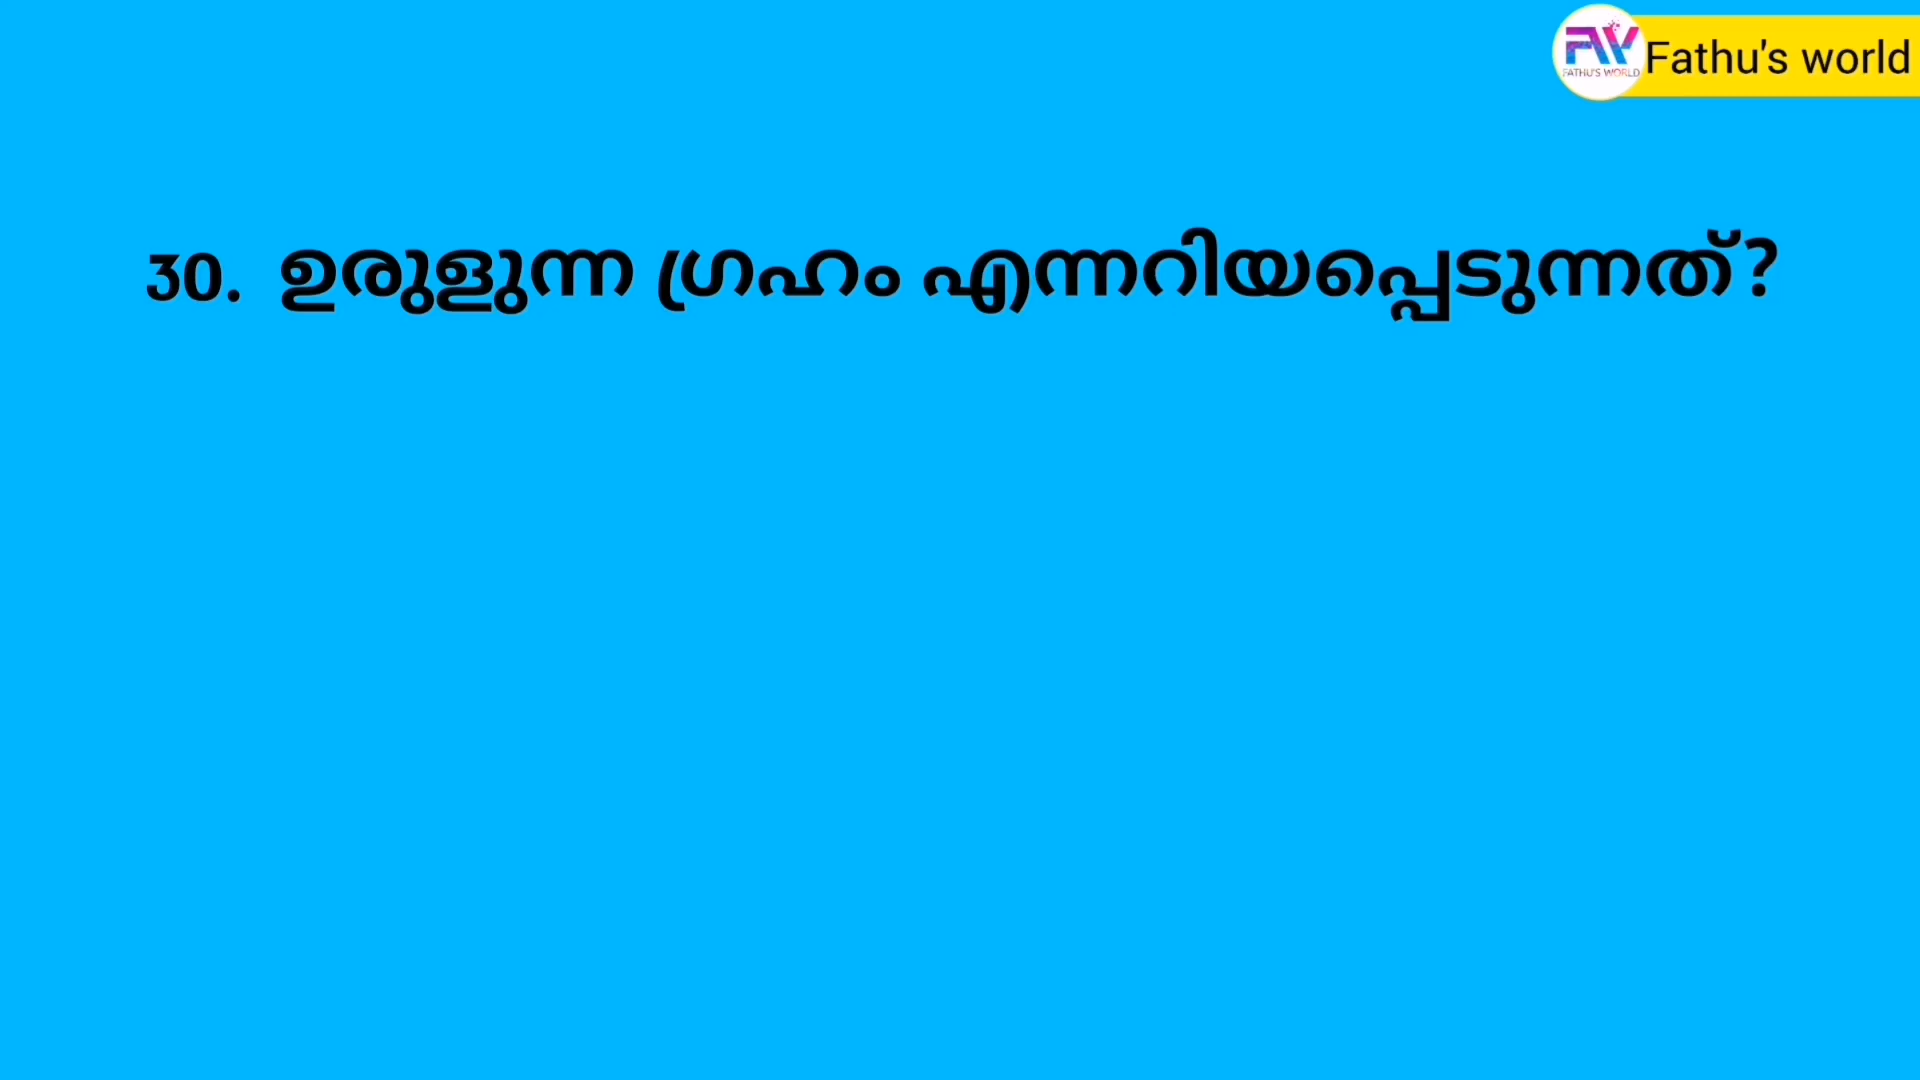 FW
FATHU'S WORLD
Fathu's world
30. ഉരുളുന്ന ഗ്രഹം എന്നറിയപ്പെടുന്നത്?